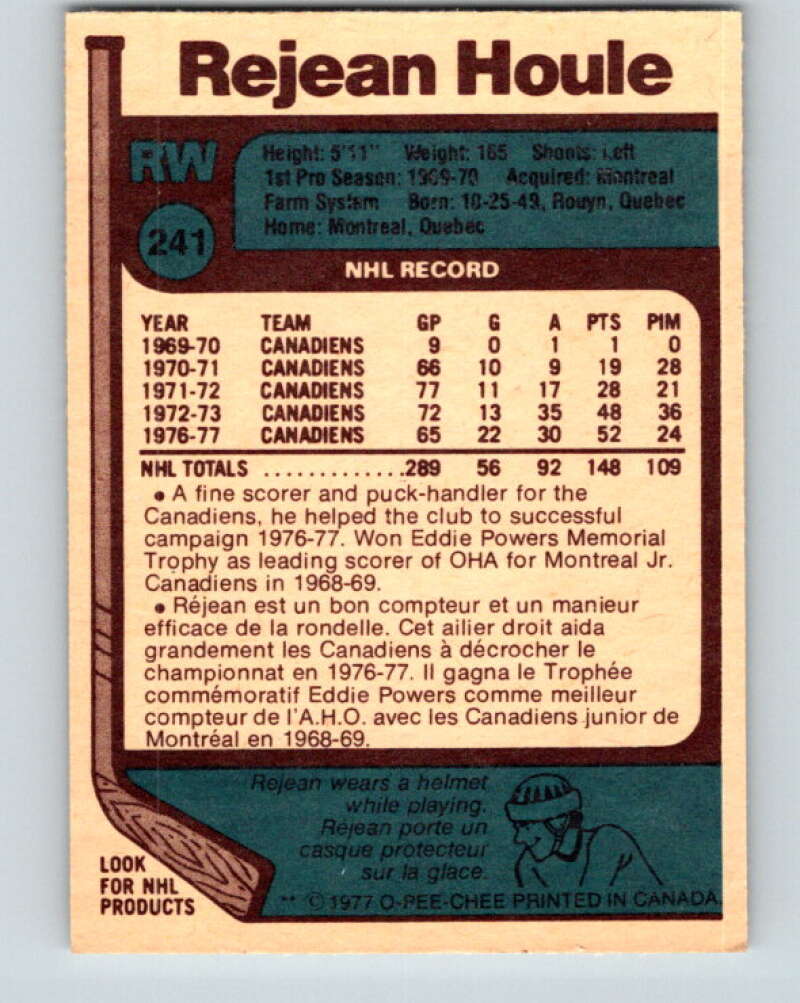 Rejean Houle
RW
Height: 5'11" Weight: 165 Shoots: Left
1st Pro Season: 1969-70 Acquired: Montreal
Farm System Born: 10-25-49, Rouyn, Quebec
Home: Montreal, Quebec
241
NHL RECORD
YEAR TEAM GP G A PTS PIM
1969-70 CANADIENS 9 0 1 1 0
1970-71 CANADIENS 66 10 9 19 28
1971-72 CANADIENS 77 11 17 28 21
1972-73 CANADIENS 72 13 35 48 36
1976-77 CANADIENS 65 22 30 52 24
NHL TOTALS .............289 56 92 148 109
• A fine scorer and puck-handler for the
Canadiens, he helped the club to successful
campaign 1976-77. Won Eddie Powers Memorial
Trophy as leading scorer of OHA for Montreal Jr.
Canadiens in 1968-69.
• Réjean est un bon compteur et un manieur
efficace de la rondelle. Cet ailier droit aida
grandement les Canadiens à décrocher le
championnat en 1976-77. Il gagna le Trophée
commémoratif Eddie Powers comme meilleur
compteur de l'A.H.O. avec les Canadiens junior de
Montréal en 1968-69.
Rejean wears a helmet
while playing.
Réjean porte un
casque protecteur
sur la glace.
LOOK
FOR NHL
PRODUCTS
** © 1977 O-PEE-CHEE PRINTED IN CANADA.